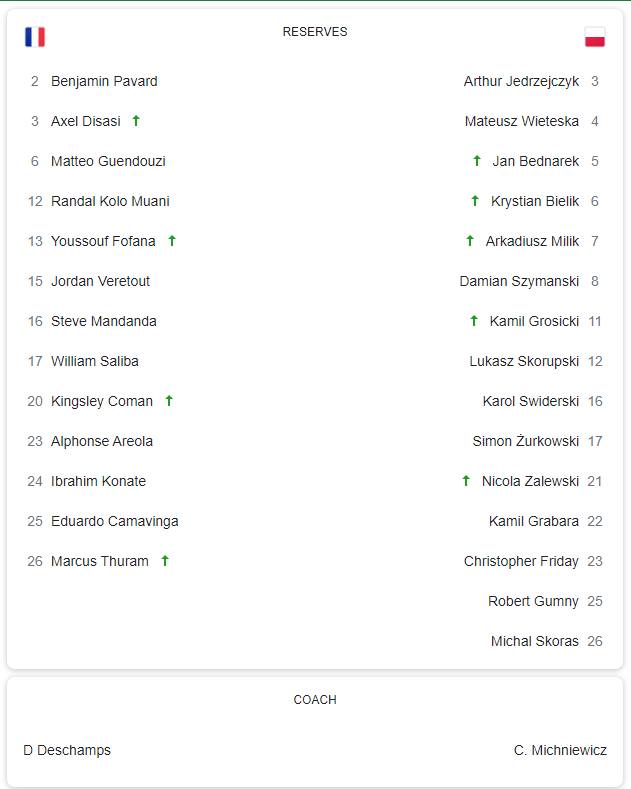 RESERVES
2 Benjamin Pavard Arthur Jedrzejczyk 3
3 Axel Disasi Mateusz Wieteska 4
6 Matteo Guendouzi Jan Bednarek 5
12 Randal Kolo Muani Krystian Bielik 6
13 Youssouf Fofana Arkadiusz Milik 7
15 Jordan Veretout Damian Szymanski 8
16 Steve Mandanda Kamil Grosicki 11
17 William Saliba Lukasz Skorupski 12
20 Kingsley Coman Karol Swiderski 16
23 Alphonse Areola Simon Żurkowski 17
24 Ibrahim Konate Nicola Zalewski 21
25 Eduardo Camavinga Kamil Grabara 22
26 Marcus Thuram Christopher Friday 23
Robert Gumny 25
Michal Skoras 26
COACH
D Deschamps C. Michniewicz